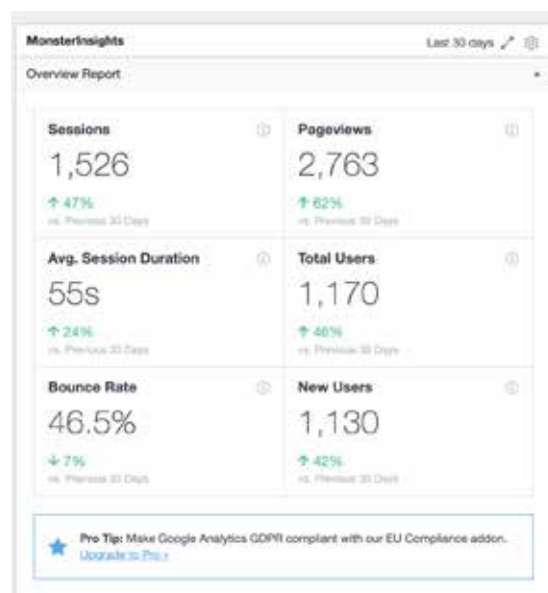 MonsterInsights
Last 30 days
Overview Report
Sessions
Pageviews
1,526
2,763
↑ 47%
↑ 62%
vs. Previous 30 Days
vs. Previous 30 Days
Avg. Session Duration
Total Users
55s
1,170
↑ 24%
↑ 46%
vs. Previous 30 Days
vs. Previous 30 Days
Bounce Rate
New Users
46.5%
1,130
↓ 7%
↑ 42%
vs. Previous 30 Days
vs. Previous 30 Days
Pro Tip: Make Google Analytics GDPR compliant with our EU Compliance addon.
Upgrade to Pro »